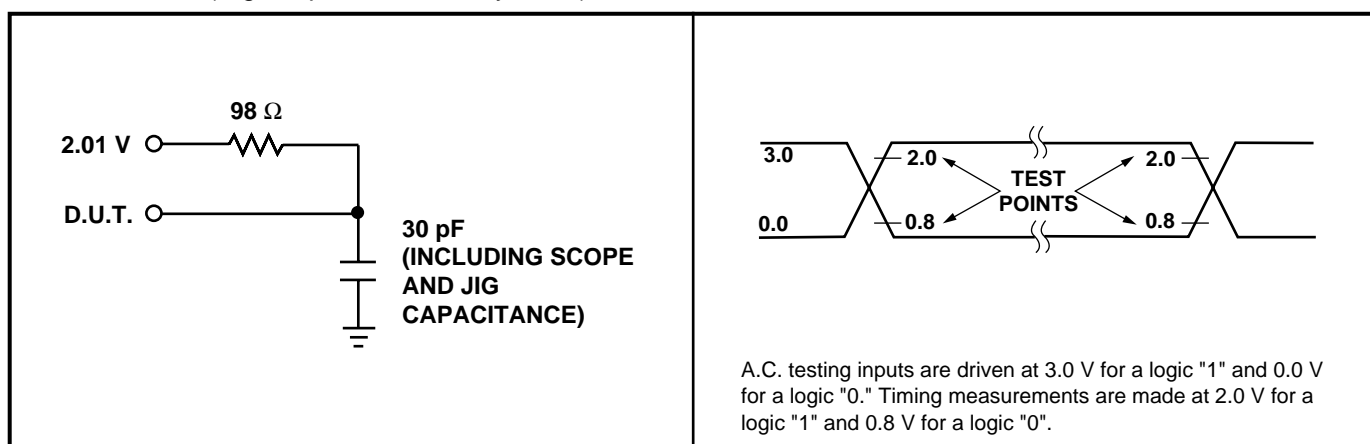 98 Ω
2.01 V
D.U.T.
30 pF
(INCLUDING SCOPE
AND JIG
CAPACITANCE)
3.0
0.0
2.0
0.8
TEST
POINTS
2.0
0.8
A.C. testing inputs are driven at 3.0 V for a logic "1" and 0.0 V
for a logic "0." Timing measurements are made at 2.0 V for a
logic "1" and 0.8 V for a logic "0".